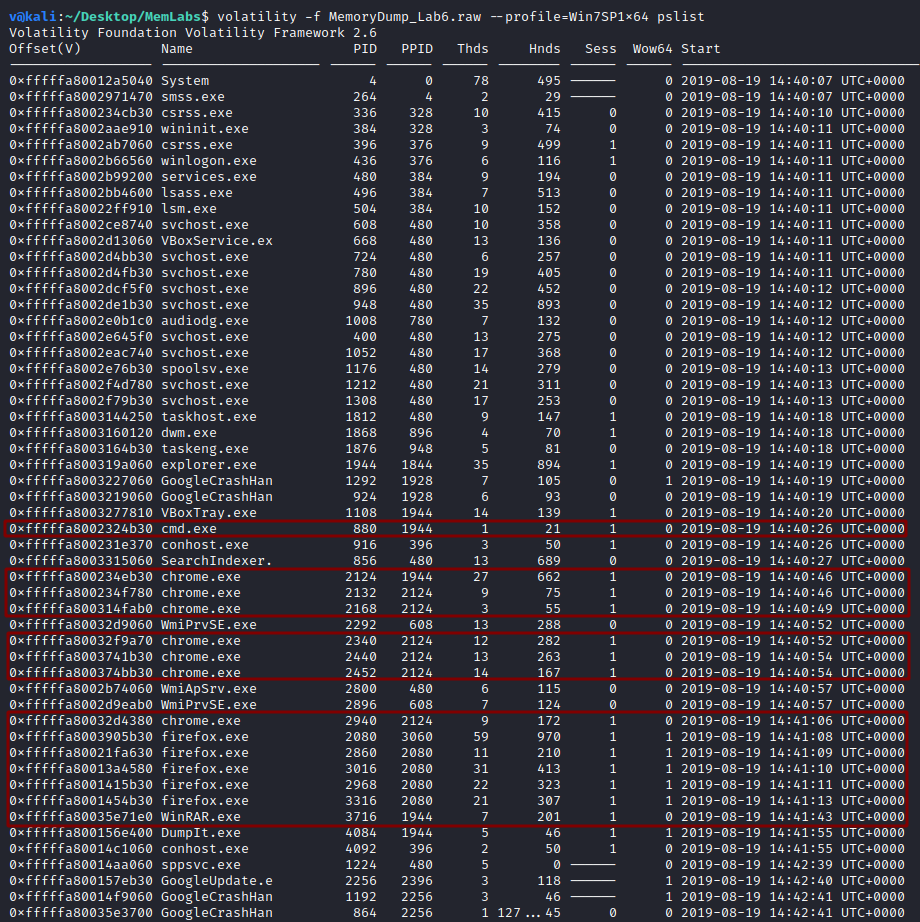 v@kali:~/Desktop/MemLabs$ volatility -f MemoryDump_Lab6.raw --profile=Win7SP1×64 pslist
Volatility Foundation Volatility Framework 2.6
Offset(V) Name PID PPID Thds Hnds Sess Wow64 Start
0×fffffa80012a5040 System 4 0 78 495 —————— 0 2019-08-19 14:40:07 UTC+0000
0×fffffa8002971470 smss.exe 264 4 2 29 —————— 0 2019-08-19 14:40:07 UTC+0000
0×fffffa800234cb30 csrss.exe 336 328 10 415 0 0 2019-08-19 14:40:10 UTC+0000
0×fffffa8002aae910 wininit.exe 384 328 3 74 0 0 2019-08-19 14:40:11 UTC+0000
0×fffffa8002ab7060 csrss.exe 396 376 9 499 1 0 2019-08-19 14:40:11 UTC+0000
0×fffffa8002b66560 winlogon.exe 436 376 6 116 1 0 2019-08-19 14:40:11 UTC+0000
0×fffffa8002b99200 services.exe 480 384 9 194 0 0 2019-08-19 14:40:11 UTC+0000
0×fffffa8002bb4600 lsass.exe 496 384 7 513 0 0 2019-08-19 14:40:11 UTC+0000
0×fffffa80022ff910 lsm.exe 504 384 10 152 0 0 2019-08-19 14:40:11 UTC+0000
0×fffffa8002ce8740 svchost.exe 608 480 10 358 0 0 2019-08-19 14:40:11 UTC+0000
0×fffffa8002d13060 VBoxService.ex 668 480 13 136 0 0 2019-08-19 14:40:11 UTC+0000
0×fffffa8002d4bb30 svchost.exe 724 480 6 257 0 0 2019-08-19 14:40:11 UTC+0000
0×fffffa8002d4fb30 svchost.exe 780 480 19 405 0 0 2019-08-19 14:40:11 UTC+0000
0×fffffa8002dcf5f0 svchost.exe 896 480 22 452 0 0 2019-08-19 14:40:12 UTC+0000
0×fffffa8002de1b30 svchost.exe 948 480 35 893 0 0 2019-08-19 14:40:12 UTC+0000
0×fffffa8002e0b1c0 audiodg.exe 1008 780 7 132 0 0 2019-08-19 14:40:12 UTC+0000
0×fffffa8002e645f0 svchost.exe 400 480 13 275 0 0 2019-08-19 14:40:12 UTC+0000
0×fffffa8002eac740 svchost.exe 1052 480 17 368 0 0 2019-08-19 14:40:12 UTC+0000
0×fffffa8002e76b30 spoolsv.exe 1176 480 14 279 0 0 2019-08-19 14:40:13 UTC+0000
0×fffffa8002f4d780 svchost.exe 1212 480 21 311 0 0 2019-08-19 14:40:13 UTC+0000
0×fffffa8002f79b30 svchost.exe 1308 480 17 253 0 0 2019-08-19 14:40:13 UTC+0000
0×fffffa8003144250 taskhost.exe 1812 480 9 147 1 0 2019-08-19 14:40:18 UTC+0000
0×fffffa8003160120 dwm.exe 1868 896 4 70 1 0 2019-08-19 14:40:18 UTC+0000
0×fffffa8003164b30 taskeng.exe 1876 948 5 81 0 0 2019-08-19 14:40:18 UTC+0000
0×fffffa800319a060 explorer.exe 1944 1844 35 894 1 0 2019-08-19 14:40:19 UTC+0000
0×fffffa8003227060 GoogleCrashHan 1292 1928 7 105 0 1 2019-08-19 14:40:19 UTC+0000
0×fffffa8003219060 GoogleCrashHan 924 1928 6 93 0 0 2019-08-19 14:40:19 UTC+0000
0×fffffa8003277810 VBoxTray.exe 1108 1944 14 139 1 0 2019-08-19 14:40:20 UTC+0000
0×fffffa8002324b30 cmd.exe 880 1944 1 21 1 0 2019-08-19 14:40:26 UTC+0000
0×fffffa800231e370 conhost.exe 916 396 3 50 1 0 2019-08-19 14:40:26 UTC+0000
0×fffffa8003315060 SearchIndexer. 856 480 13 689 0 0 2019-08-19 14:40:27 UTC+0000
0×fffffa800234eb30 chrome.exe 2124 1944 27 662 1 0 2019-08-19 14:40:46 UTC+0000
0×fffffa800234f780 chrome.exe 2132 2124 9 75 1 0 2019-08-19 14:40:46 UTC+0000
0×fffffa800314fab0 chrome.exe 2168 2124 3 55 1 0 2019-08-19 14:40:49 UTC+0000
0×fffffa80032d9060 WmiPrvSE.exe 2292 608 13 288 0 0 2019-08-19 14:40:52 UTC+0000
0×fffffa80032f9a70 chrome.exe 2340 2124 12 282 1 0 2019-08-19 14:40:52 UTC+0000
0×fffffa8003741b30 chrome.exe 2440 2124 13 263 1 0 2019-08-19 14:40:54 UTC+0000
0×fffffa800374bb30 chrome.exe 2452 2124 14 167 1 0 2019-08-19 14:40:54 UTC+0000
0×fffffa8002b74060 WmiApSrv.exe 2800 480 6 115 0 0 2019-08-19 14:40:57 UTC+0000
0×fffffa8002d9eab0 WmiPrvSE.exe 2896 608 7 124 0 0 2019-08-19 14:40:57 UTC+0000
0×fffffa80032d4380 chrome.exe 2940 2124 9 172 1 0 2019-08-19 14:41:06 UTC+0000
0×fffffa8003905b30 firefox.exe 2080 3060 59 970 1 1 2019-08-19 14:41:08 UTC+0000
0×fffffa80021fa630 firefox.exe 2860 2080 11 210 1 1 2019-08-19 14:41:09 UTC+0000
0×fffffa80013a4580 firefox.exe 3016 2080 31 413 1 1 2019-08-19 14:41:10 UTC+0000
0×fffffa8001415b30 firefox.exe 2968 2080 22 323 1 1 2019-08-19 14:41:11 UTC+0000
0×fffffa8001454b30 firefox.exe 3316 2080 21 307 1 1 2019-08-19 14:41:13 UTC+0000
0×fffffa80035e71e0 WinRAR.exe 3716 1944 7 201 1 0 2019-08-19 14:41:43 UTC+0000
0×fffffa800156e400 DumpIt.exe 4084 1944 5 46 1 1 2019-08-19 14:41:55 UTC+0000
0×fffffa80014c1060 conhost.exe 4092 396 2 50 1 0 2019-08-19 14:41:55 UTC+0000
0×fffffa80014aa060 sppsvc.exe 1224 480 5 0 —————— 0 2019-08-19 14:42:39 UTC+0000
0×fffffa800157eb30 GoogleUpdate.e 2256 2396 3 118 —————— 1 2019-08-19 14:42:40 UTC+0000
0×fffffa80014f9060 GoogleCrashHan 1192 2256 3 46 —————— 1 2019-08-19 14:42:41 UTC+0000
0×fffffa80035e3700 GoogleCrashHan 864 2256 1 127...45 0 0 2019-08-19 14:42:41 UTC+0000